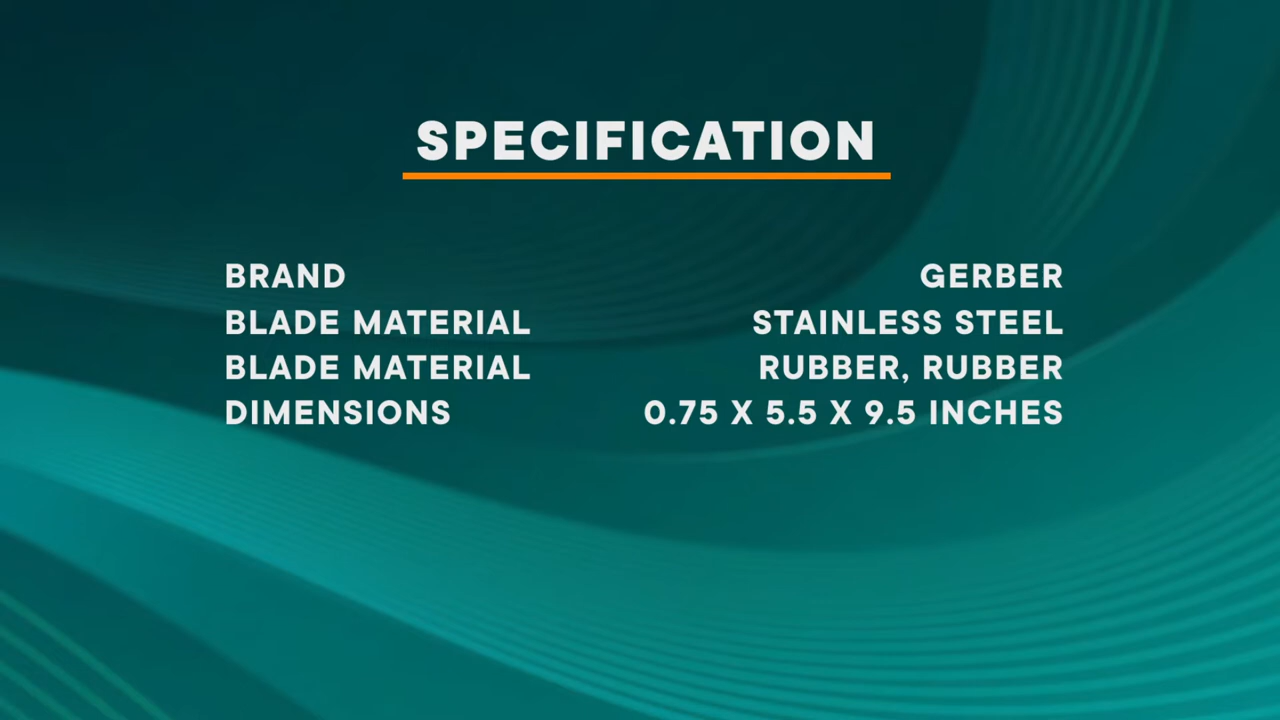 SPECIFICATION
BRAND GERBER
BLADE MATERIAL STAINLESS STEEL
BLADE MATERIAL RUBBER, RUBBER
DIMENSIONS 0.75 X 5.5 X 9.5 INCHES